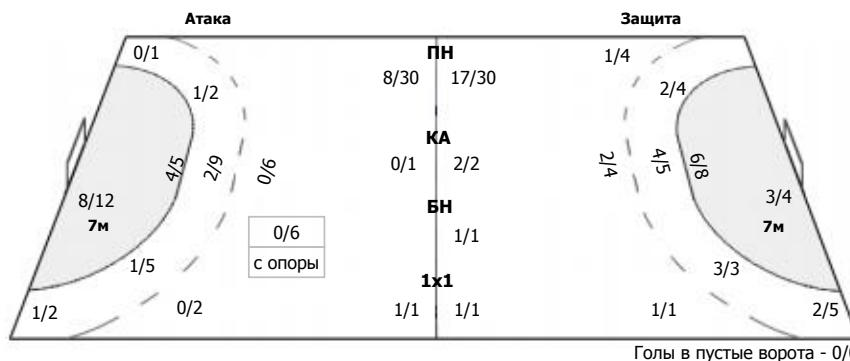 Атака Защита
0/1 ПН 1/4
8/30 17/30
1/2 2/4
КА
4/5 2/9 0/6 0/1 2/2 2/4 4/5 6/8
8/12 3/4
БН
7м 7м
0/6 1/1
с опоры
1/5 3/3
1x1
1/2 0/2 1/1 1/1 1/1 2/5
Голы в пустые ворота - 0/